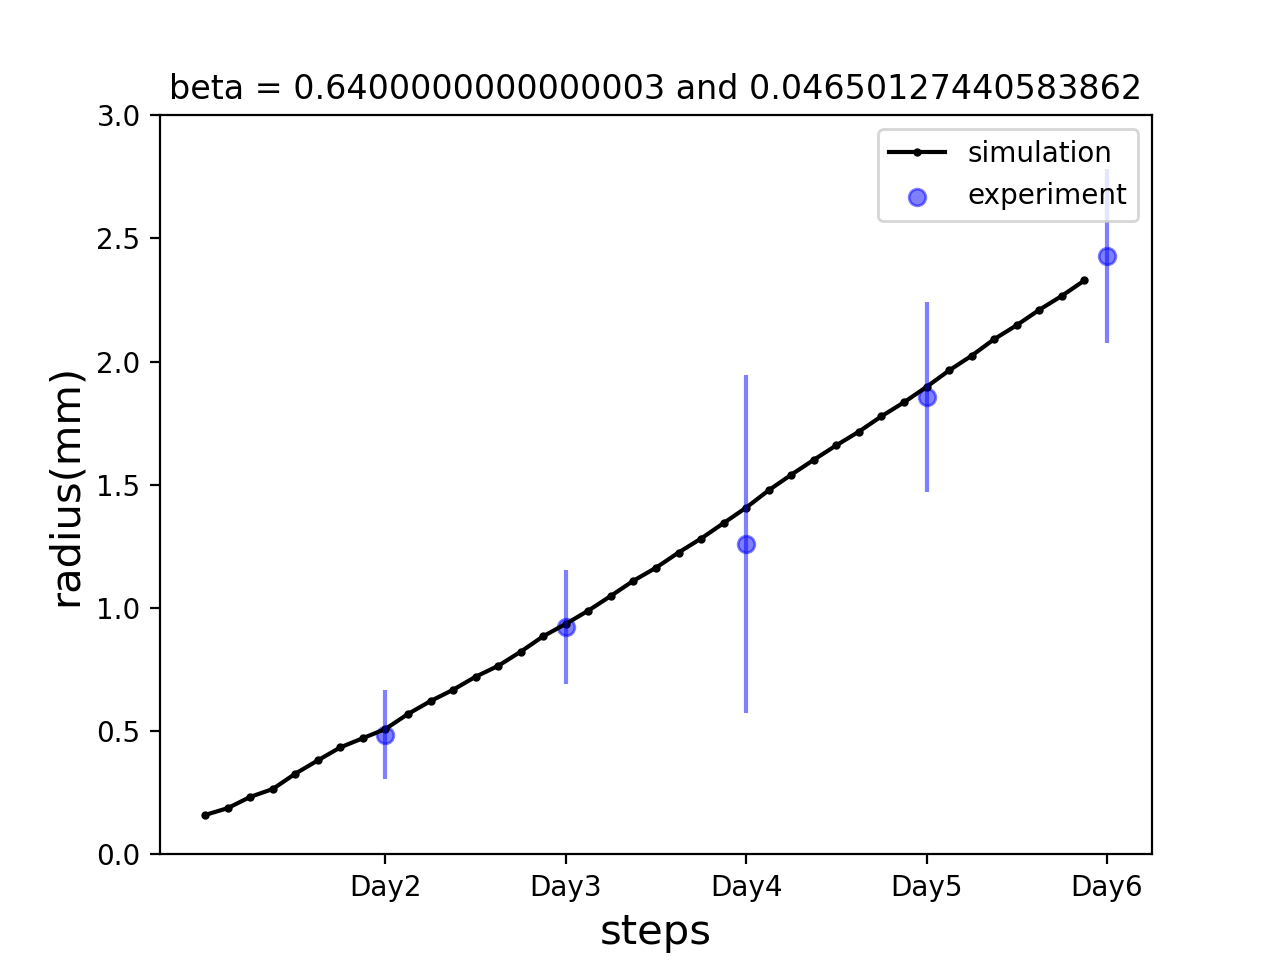 beta = 0.6400000000000003 and 0.04650127440583862
3.0
2.5
2.0
1.5
1.0
0.5
0.0
radius(mm)
simulation
experiment
Day2 Day3 Day4 Day5 Day6
steps